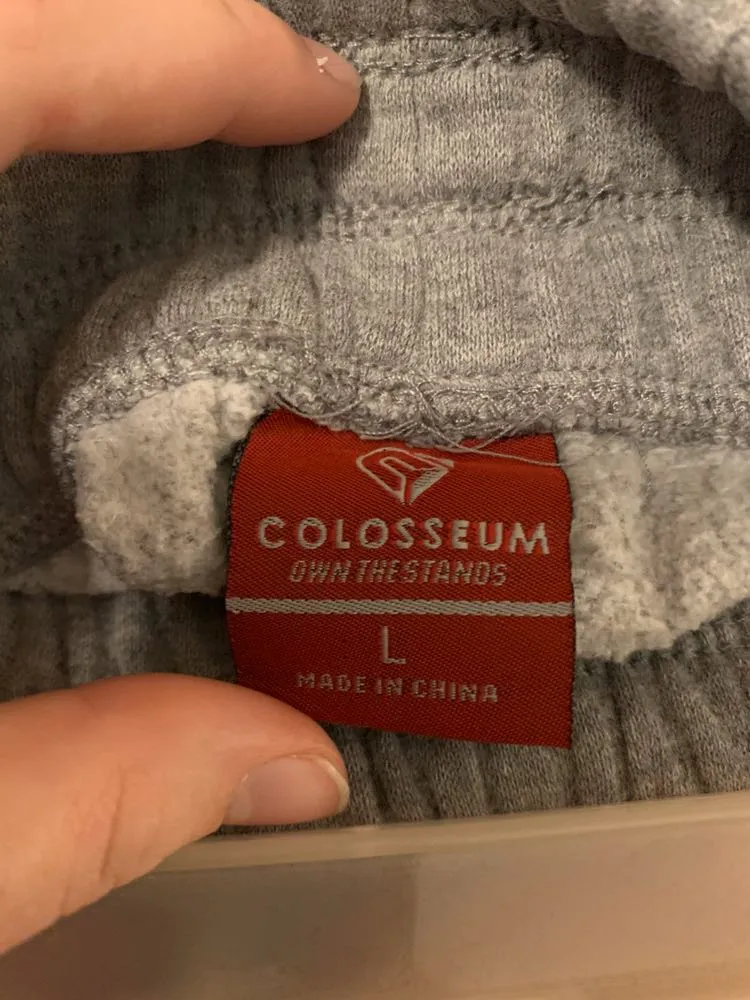 COLOSSEUM
OWN THE STANDS
L
MADE IN CHINA